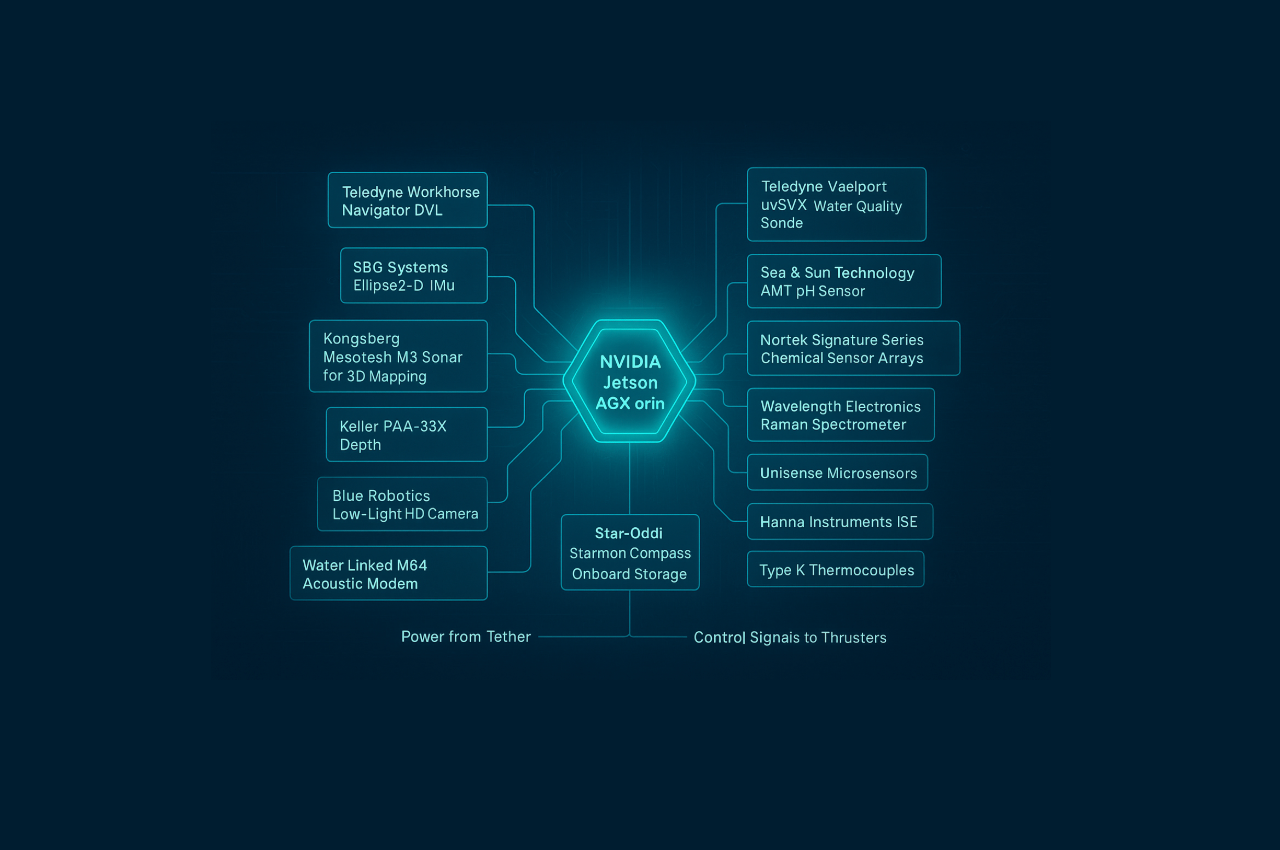 Teledyne Workhorse
Navigator DVL
SBG Systems
Ellipse2-D IMu
Kongsberg
Mesotesh M3 Sonar
for 3D Mapping
Keller PAA-33X
Depth
Blue Robotics
Low-Light HD Camera
Water Linked M64
Acoustic Modem
NVIDIA
Jetson
AGX orin
Star-Oddi
Starmon Compass
Onboard Storage
Teledyne Vaelport
uvSVX Water Quality
Sonde
Sea & Sun Technology
AMT pH Sensor
Nortek Signature Series
Chemical Sensor Arrays
Wavelength Electronics
Raman Spectrometer
Unisense Microsensors
Hanna Instruments ISE
Type K Thermocouples
Power from Tether
Control Signais to Thrusters